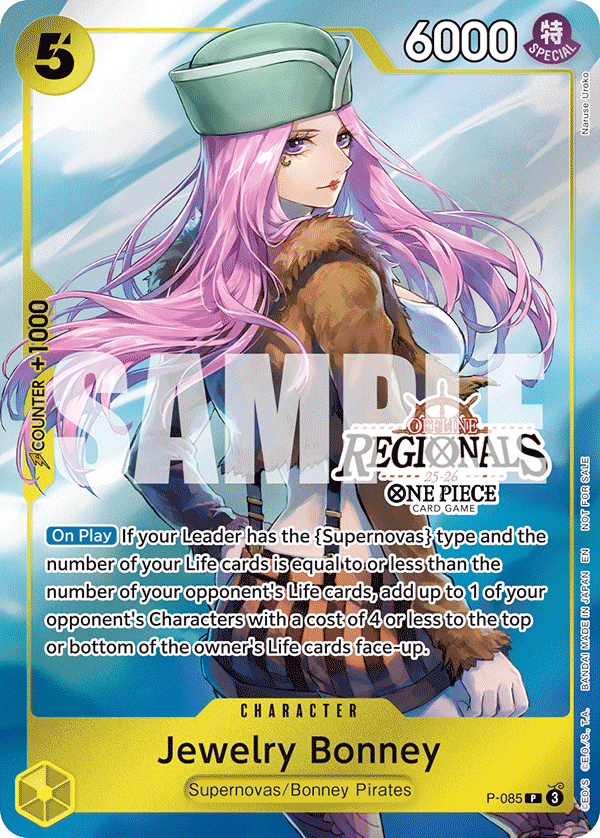 5
6000
特
SPECIAL
Naruse Uroko
COUNTER +1000
SAMPLE
OFFLINE
REGIONALS
25-26
ONE PIECE
CARD GAME
On Play If your Leader has the {Supernovas} type and the
number of your Life cards is equal to or less than the
number of your opponent's Life cards, add up to 1 of your
opponent's Characters with a cost of 4 or less to the top
or bottom of the owner's Life cards face-up.
©E.O/S ©E.O./S., T.A. BANDAI MADE IN JAPAN EN NOT FOR SALE
CHARACTER
Jewelry Bonney
Supernovas/Bonney Pirates
P-085 P 3